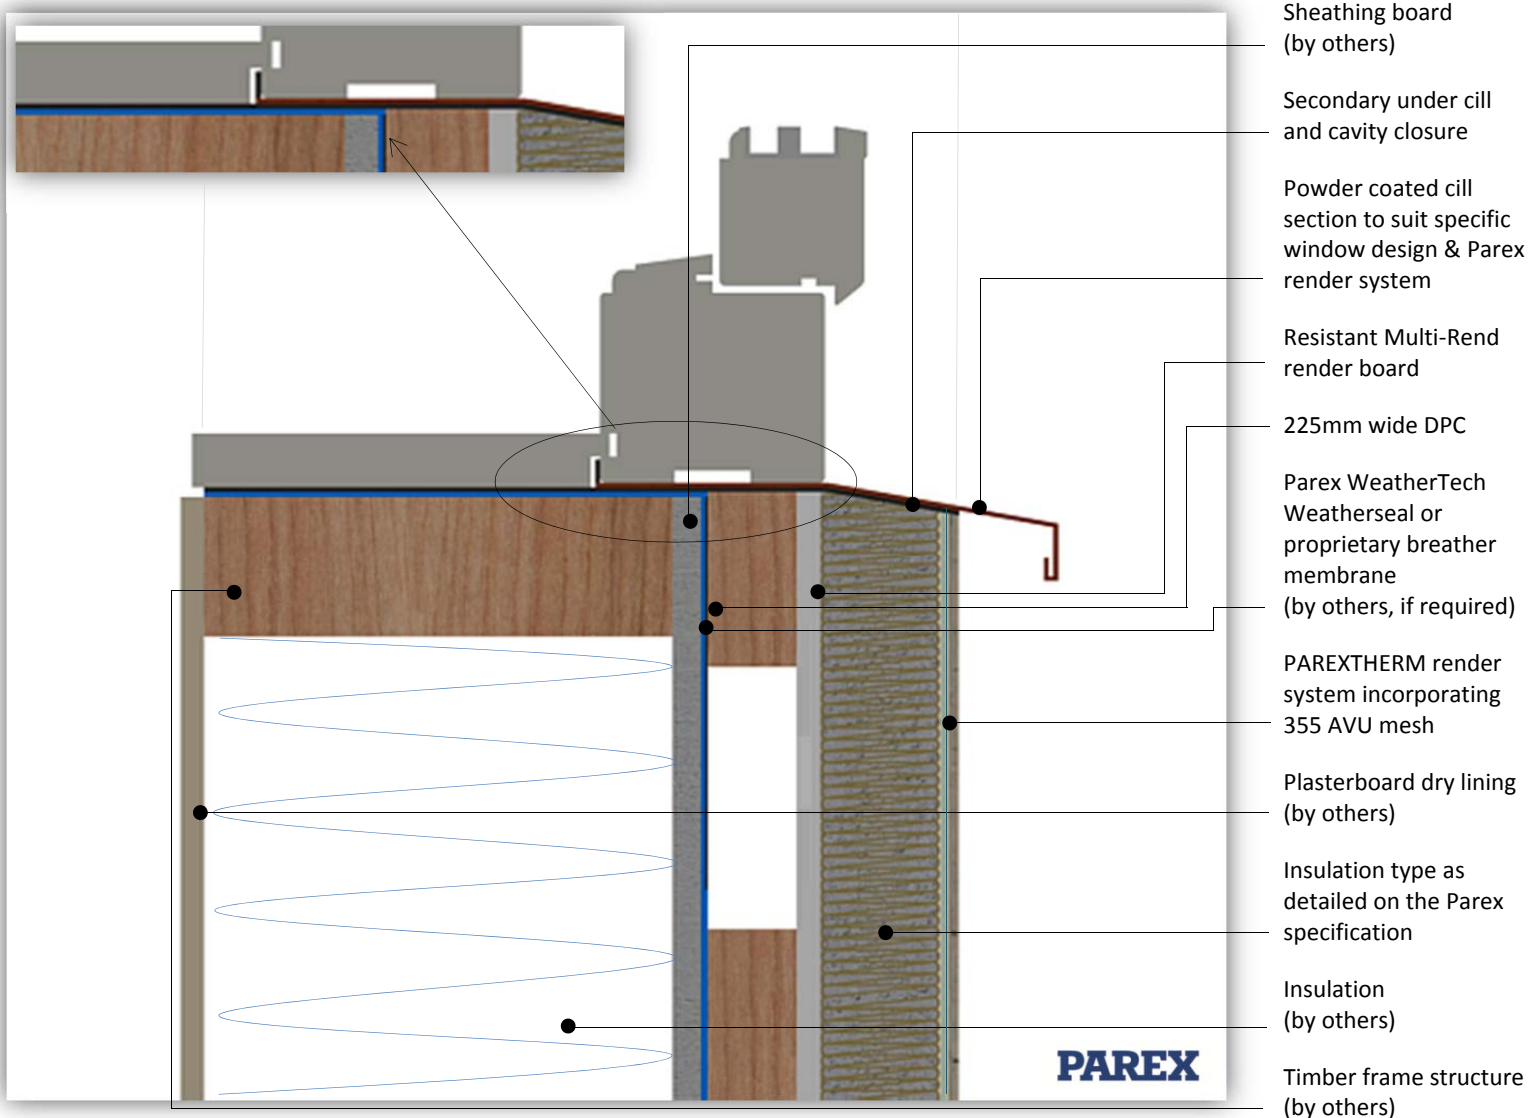 Sheathing board
(by others)
Secondary under cill
and cavity closure
Powder coated cill
section to suit specific
window design & Parex
render system
Resistant Multi-Rend
render board
225mm wide DPC
Parex WeatherTech
Weatherseal or
proprietary breather
membrane
(by others, if required)
PAREXTHERM render
system incorporating
355 AVU mesh
Plasterboard dry lining
(by others)
Insulation type as
detailed on the Parex
specification
Insulation
(by others)
Timber frame structure
(by others)
PAREX